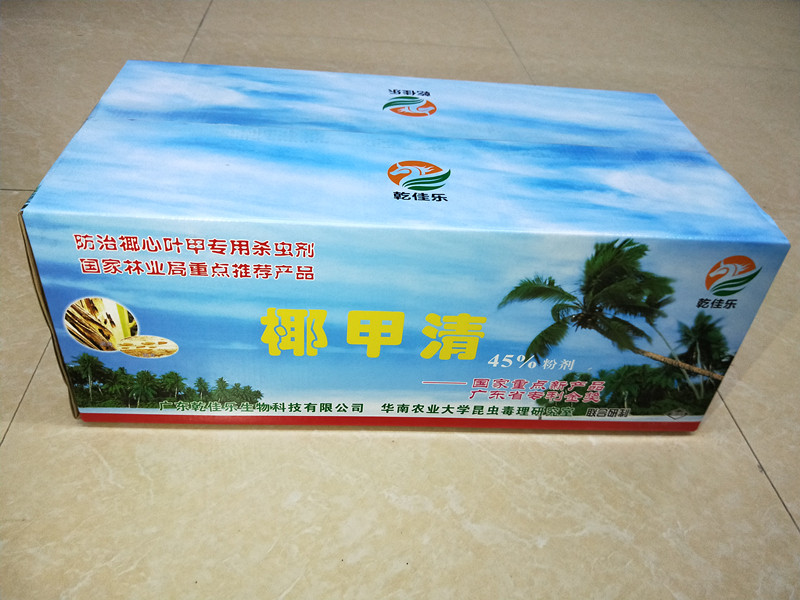 乾佳乐
乾佳乐
防治椰心叶甲专用杀虫剂
国家林业局重点推荐产品
乾佳乐
椰甲清
45%粉剂
——国家重点新产品
广东省专利金奖
广东乾佳乐生物科技有限公司 华南农业大学昆虫毒理研究室 联合研制